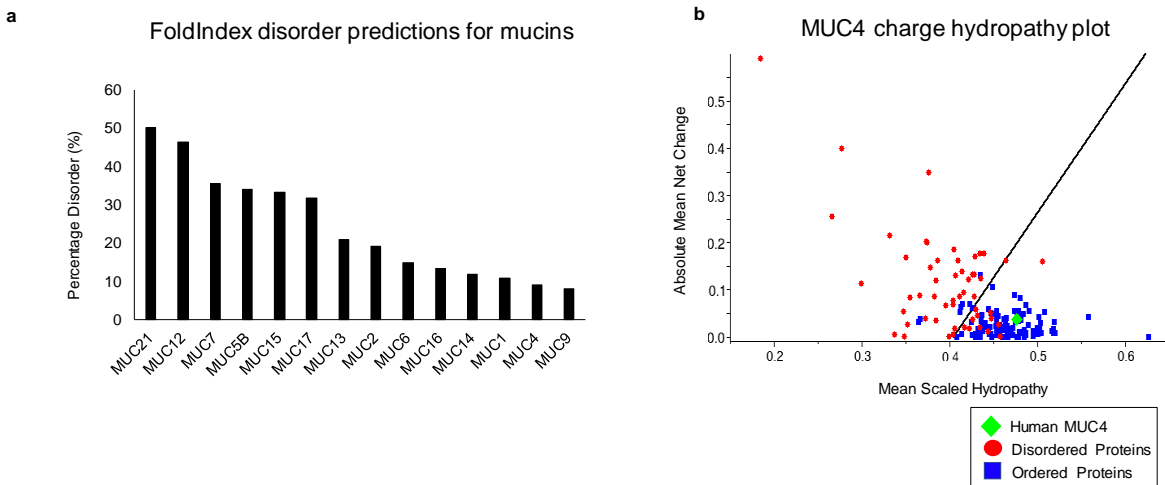 a
FoldIndex disorder predictions for mucins
Percentage Disorder (%)
60
50
40
30
20
10
0
MUC21
MUC12
MUC7
MUC5B
MUC15
MUC17
MUC13
MUC2
MUC6
MUC16
MUC14
MUC1
MUC4
MUC9
b
MUC4 charge hydropathy plot
Absolute Mean Net Change
0.5
0.4
0.3
0.2
0.1
0.0
0.2
0.3
0.4
0.5
0.6
Mean Scaled Hydropathy
Human MUC4
Disordered Proteins
Ordered Proteins